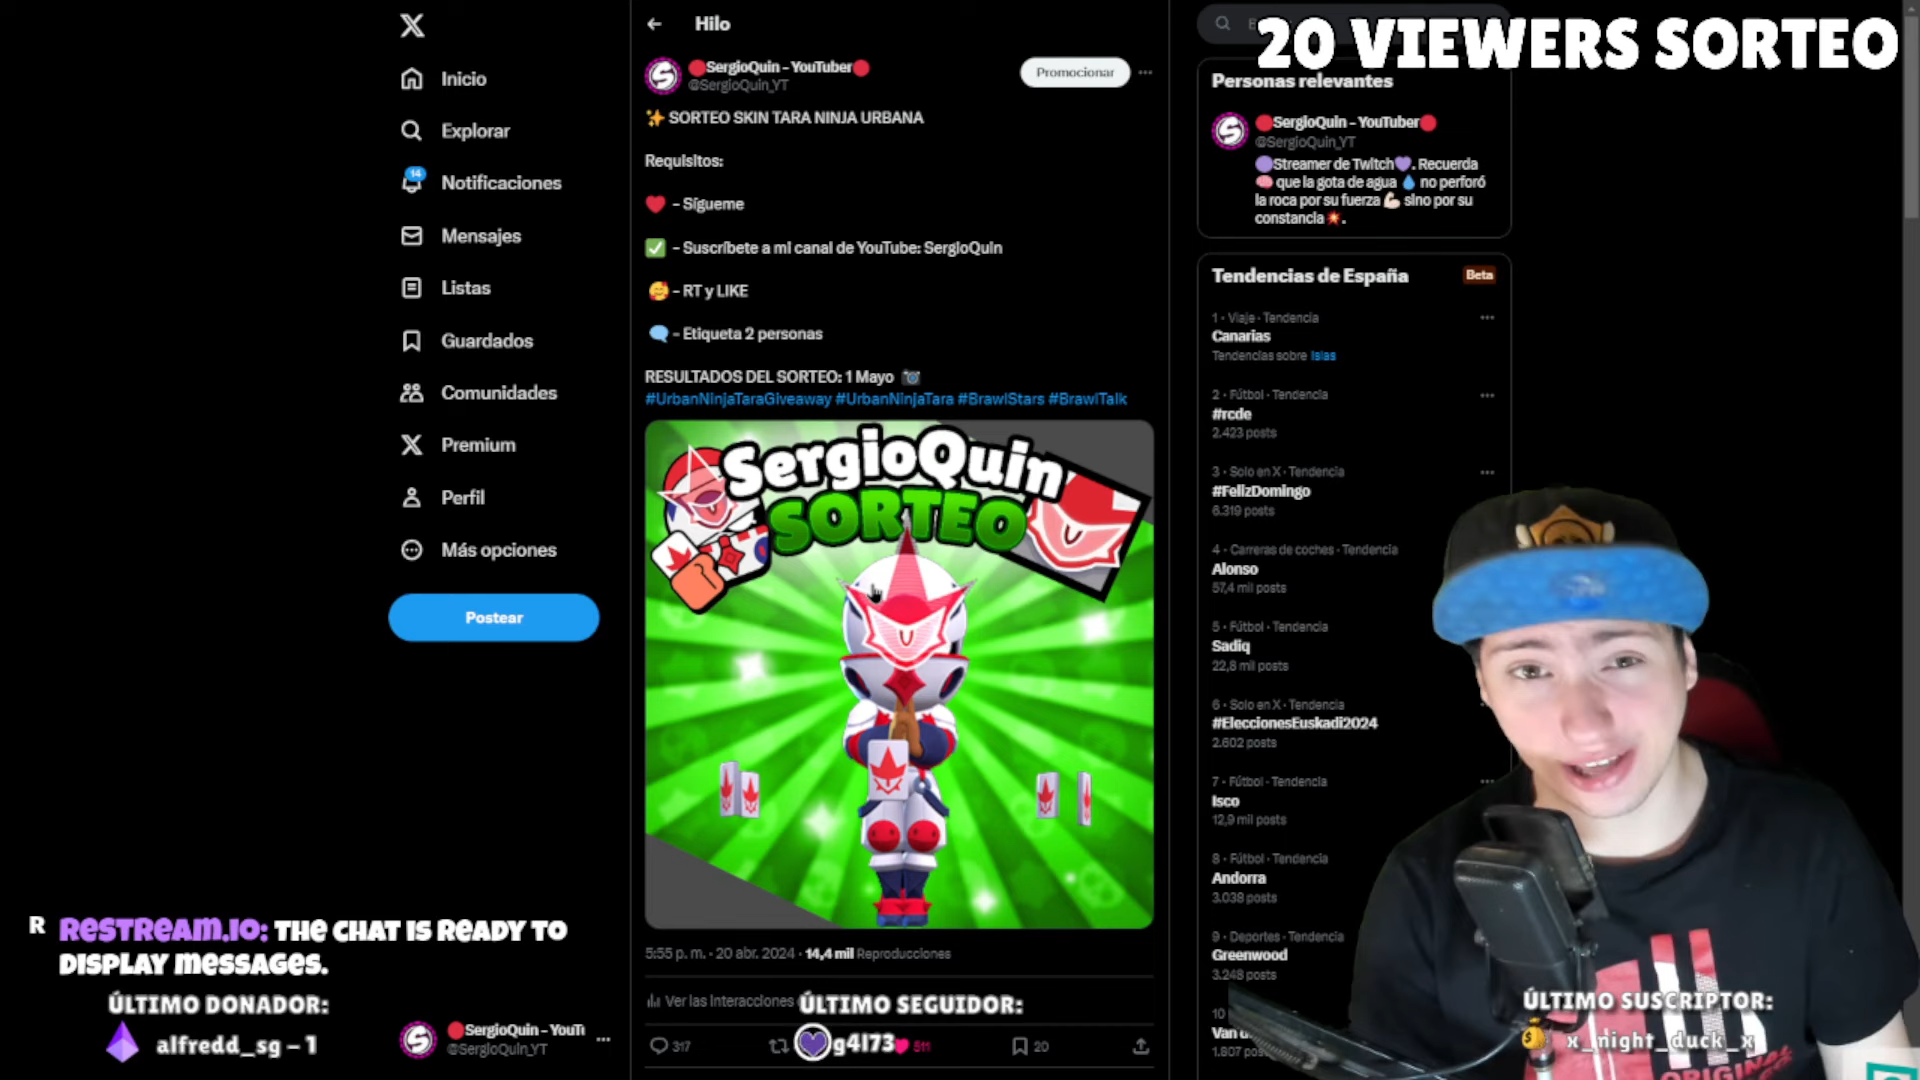 Inicio
Explorar
14
Notificaciones
Mensajes
Listas
Guardados
Comunidades
Premium
Perfil
Más opciones
Postear
Hilo
SergioQuin - YouTuber
@SergioQuin_YT
Promocionar
SORTEO SKIN TARA NINJA URBANA
Requisitos:
- Sígueme
- Suscríbete a mi canal de YouTube: SergioQuin
- RT y LIKE
- Etiqueta 2 personas
RESULTADOS DEL SORTEO: 1 Mayo
#UrbanNinjaTaraGiveaway #UrbanNinjaTara #BrawlStars #BrawlTalk
SergioQuin
SORTEO
5:55 p. m. · 20 abr. 2024 · 14,4 mil Reproducciones
Ver las interacciones
317
511
20
20 VIEWERS SORTEO
Personas relevantes
SergioQuin - YouTuber
@SergioQuin_YT
Streamer de Twitch. Recuerda
que la gota de agua no perforó
la roca por su fuerza sino por su
constancia.
Tendencias de España
Beta
1 · Viaje · Tendencia
Canarias
Tendencias sobre Islas
2 · Fútbol · Tendencia
#rcde
2.423 posts
3 · Solo en X · Tendencia
#FelizDomingo
6.319 posts
4 · Carreras de coches · Tendencia
Alonso
57,4 mil posts
5 · Fútbol · Tendencia
Sadiq
22,8 mil posts
6 · Solo en X · Tendencia
#EleccionesEuskadi2024
2.602 posts
7 · Fútbol · Tendencia
Isco
12,9 mil posts
8 · Fútbol · Tendencia
Andorra
3.038 posts
9 · Deportes · Tendencia
Greenwood
3.248 posts
10
Van
1.807
R Restream.io: The chat is ready to
display messages.
ÚLTIMO DONADOR:
alfredd_sg - 1
SergioQuin - YouT
@SergioQuin_YT
ÚLTIMO SEGUIDOR:
g4l73
ÚLTIMO SUSCRIPTOR:
x_night_duck_x
ORIGINAL